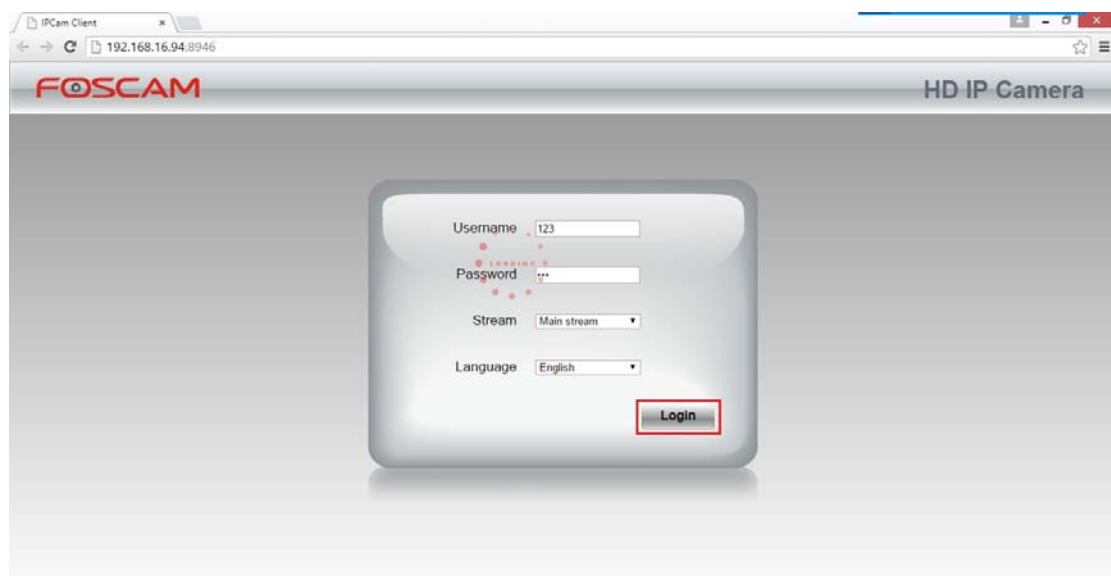 IPCam Client
192.168.16.94:8946
FOSCAM
HD IP Camera
Username 123
LOADING
Password •••
Stream Main stream
Language English
Login